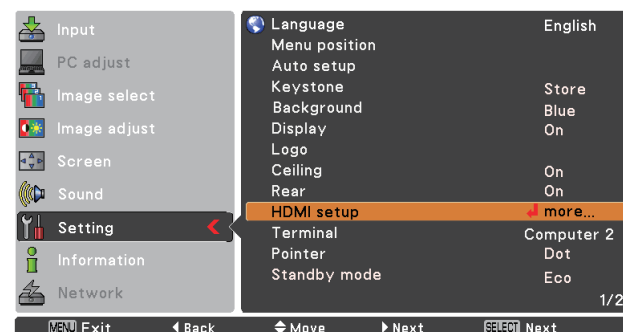 Input
PC adjust
Image select
Image adjust
Screen
Sound
Setting
Information
Network
Language English
Menu position
Auto setup
Keystone Store
Background Blue
Display On
Logo
Ceiling On
Rear On
HDMI setup more...
Terminal Computer 2
Pointer Dot
Standby mode Eco
1/2
MENU Exit Back Move Next SELECT Next